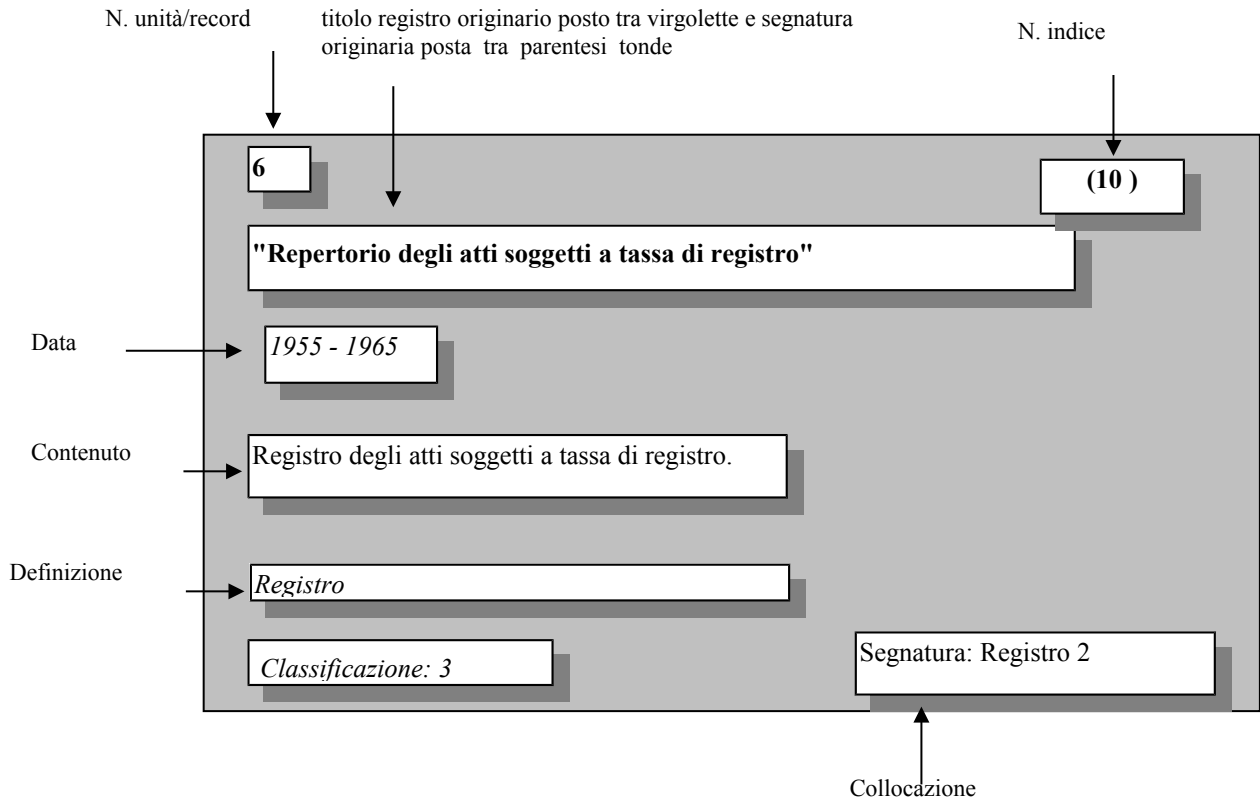 N. unità/record
titolo registro originario posto tra virgolette e segnatura
originaria posta tra parentesi tonde
N. indice
6
(10 )
"Repertorio degli atti soggetti a tassa di registro"
Data
1955 - 1965
Contenuto
Registro degli atti soggetti a tassa di registro.
Definizione
Registro
Classificazione: 3
Segnatura: Registro 2
Collocazione